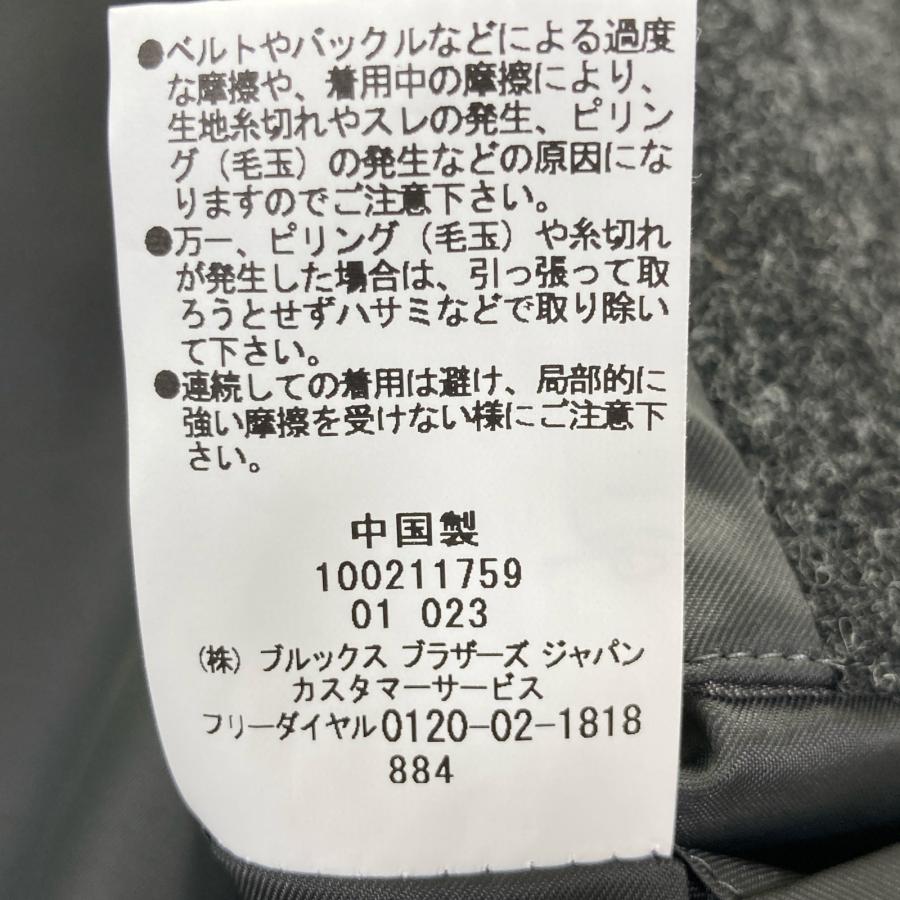 ●ベルトやバックルなどによる過度
な摩擦や、着用中の摩擦により、
生地糸切れやスレの発生、ピリン
グ（毛玉）の発生などの原因にな
りますのでご注意下さい。
●万一、ピリング（毛玉）や糸切れ
が発生した場合は、引っ張って取
ろうとせずハサミなどで取り除い
て下さい。
●連続しての着用は避け、局部的に
強い摩擦を受けない様にご注意下
さい。
中国製
100211759
01 023
（株）ブルックス ブラザーズ ジャパン
カスタマーサービス
フリーダイヤル0120-02-1818
884